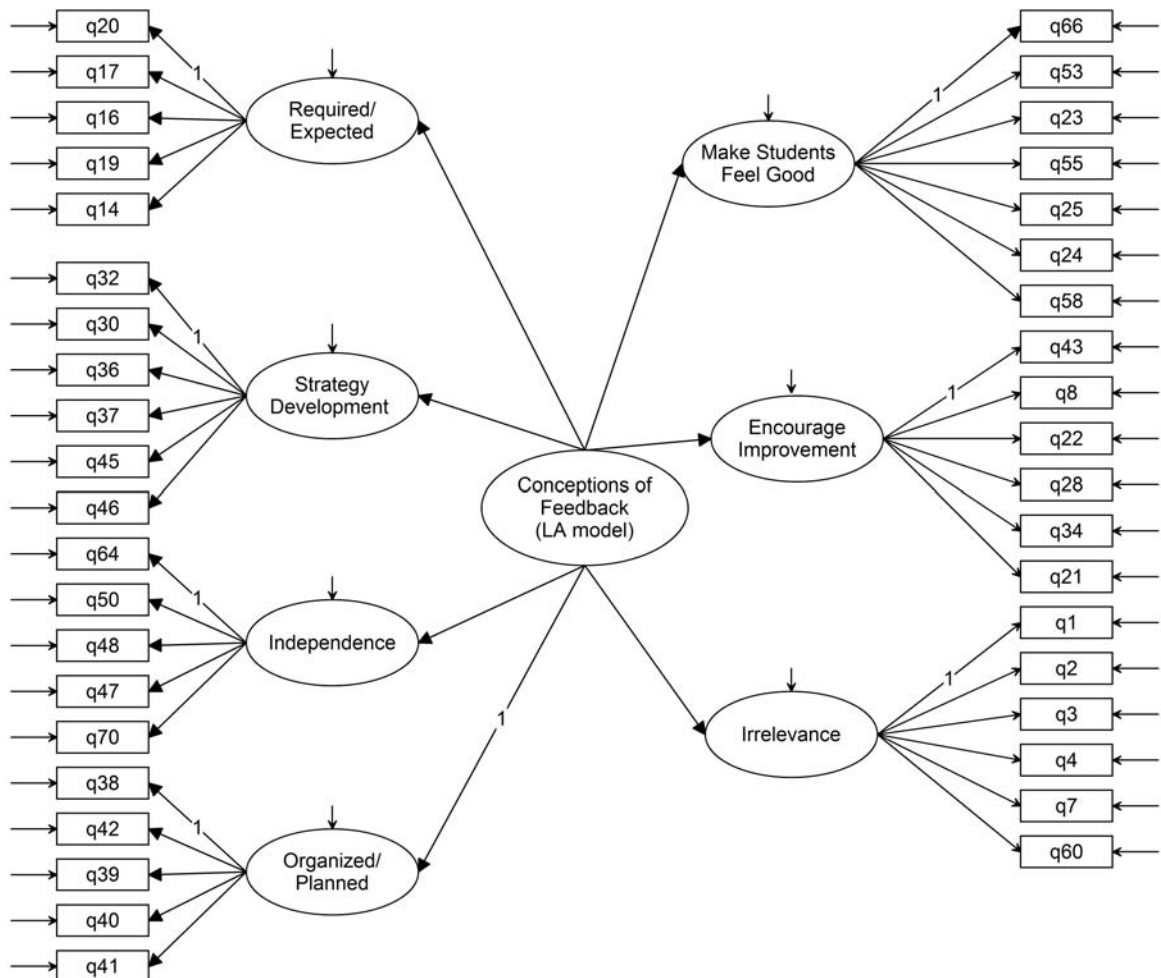 q20
q17
q16
q19
q14
1
Required/
Expected
q32
q30
q36
q37
q45
q46
1
Strategy
Development
q64
q50
q48
q47
q70
1
Independence
q38
q42
q39
q40
q41
1
Organized/
Planned
Conceptions of
Feedback
(LA model)
1
Make Students
Feel Good
1
q66
q53
q23
q55
q25
q24
q58
Encourage
Improvement
1
q43
q8
q22
q28
q34
q21
Irrelevance
1
q1
q2
q3
q4
q7
q60